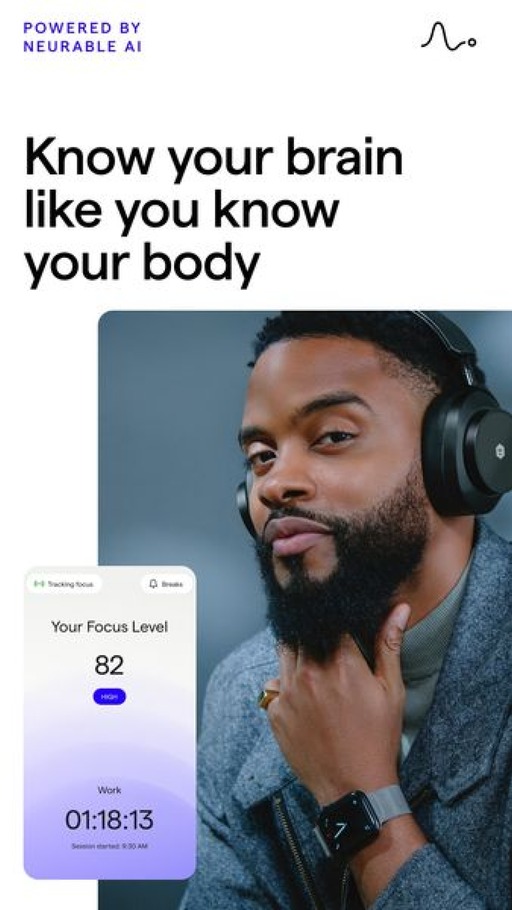 POWERED BY
NEURABLE AI
Know your brain
like you know
your body
Tracking focus
Breaks
Your Focus Level
82
HIGH
Work
01:18:13
Session started: 9:30 AM